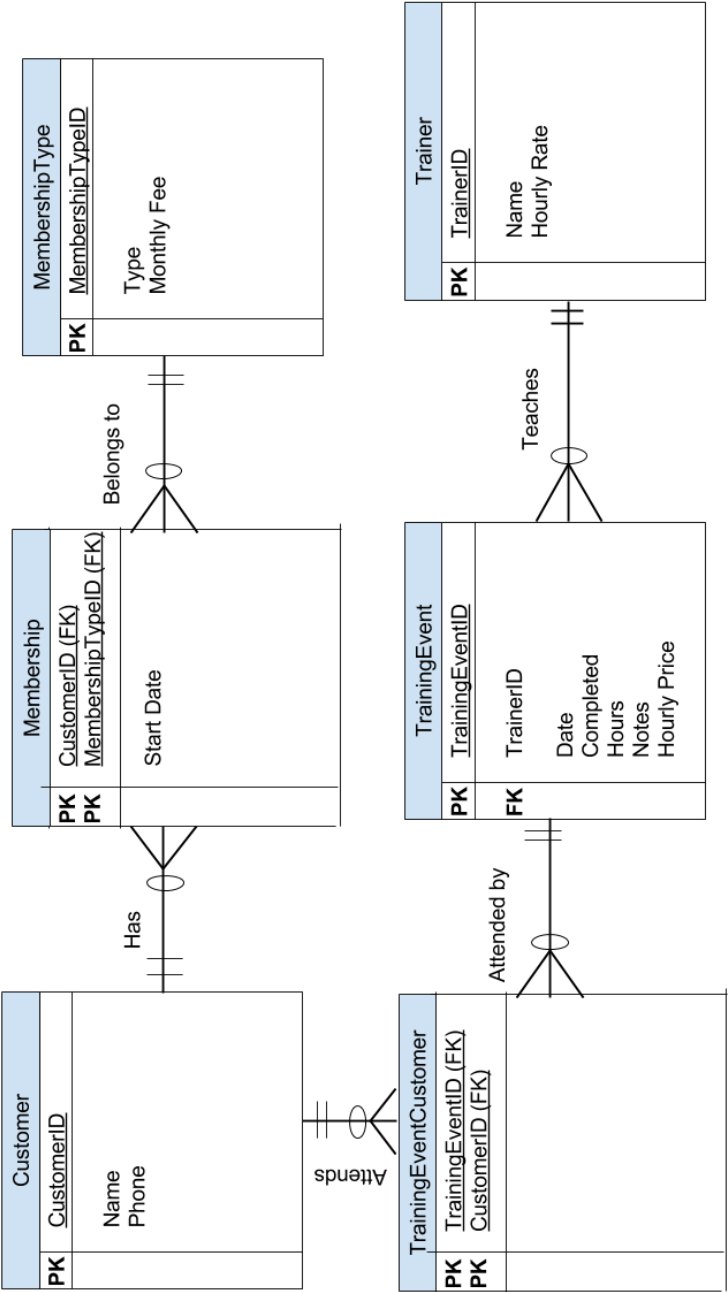 Customer
PK CustomerID
Name
Phone
Has
Membership
PK CustomerID (FK)
PK MembershipTypeID (FK)
Start Date
Belongs to
MembershipType
PK MembershipTypeID
Type
Monthly Fee
Attends
TrainingEventCustomer
PK TrainingEventID (FK)
PK CustomerID (FK)
Attended by
TrainingEvent
PK TrainingEventID
FK TrainerID
Date
Completed
Hours
Notes
Hourly Price
Teaches
Trainer
PK TrainerID
Name
Hourly Rate